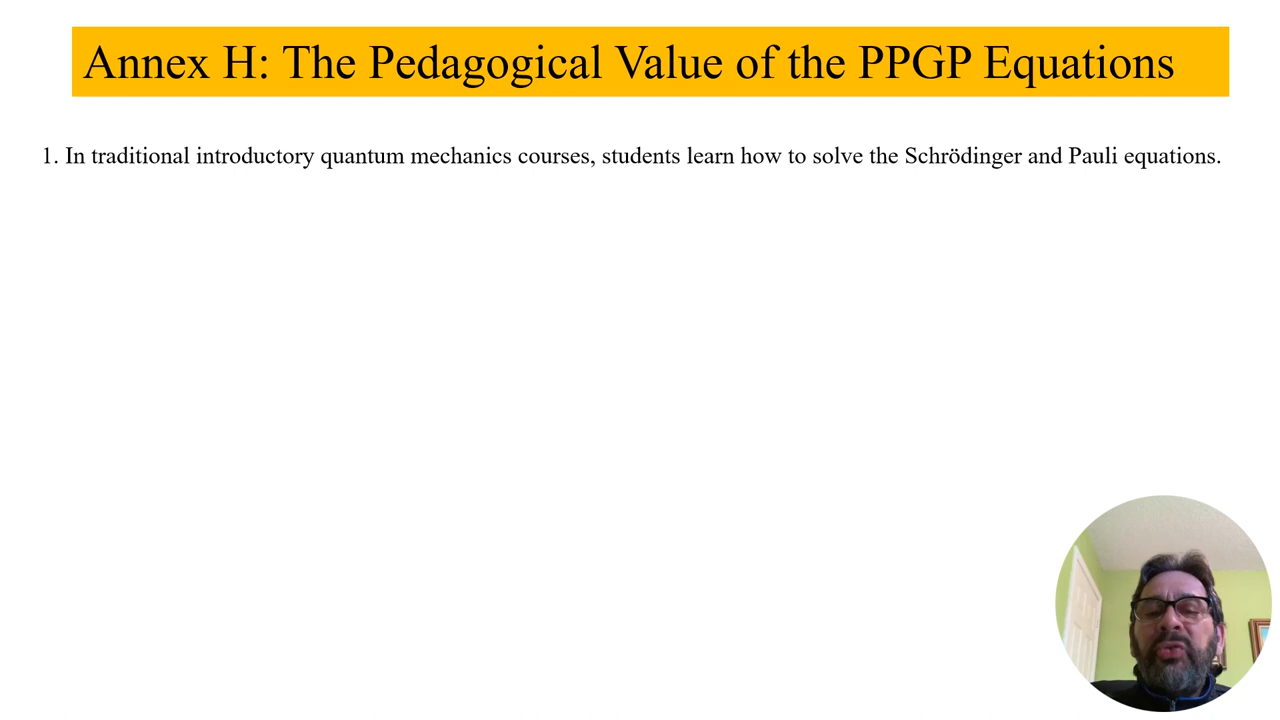 Annex H: The Pedagogical Value of the PPGP Equations
1. In traditional introductory quantum mechanics courses, students learn how to solve the Schrödinger and Pauli equations.